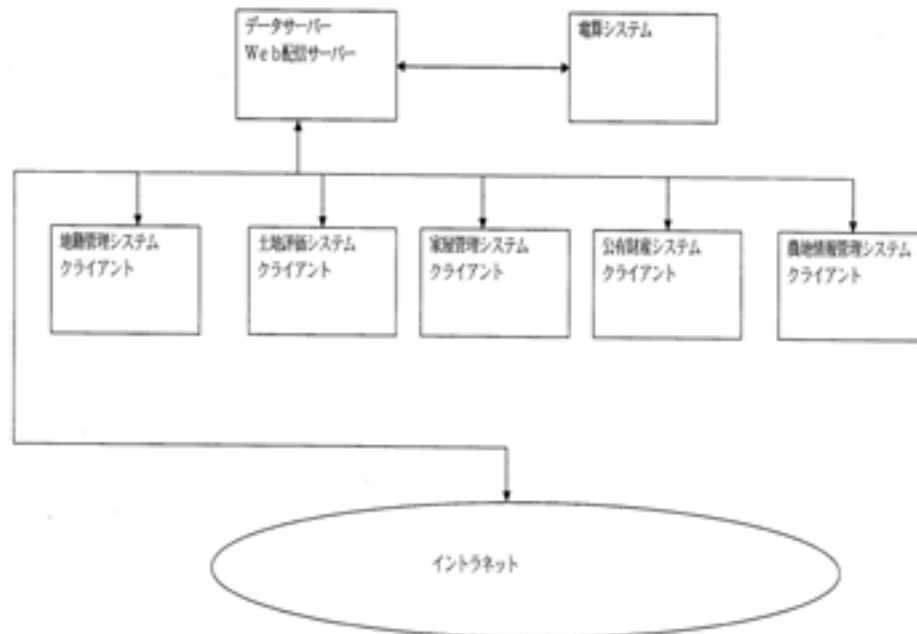 データサーバー
Web配信サーバー
電算システム
地籍管理システム
クライアント
土地評価システム
クライアント
家屋管理システム
クライアント
公有財産システム
クライアント
農地情報管理システム
クライアント
イントラネット